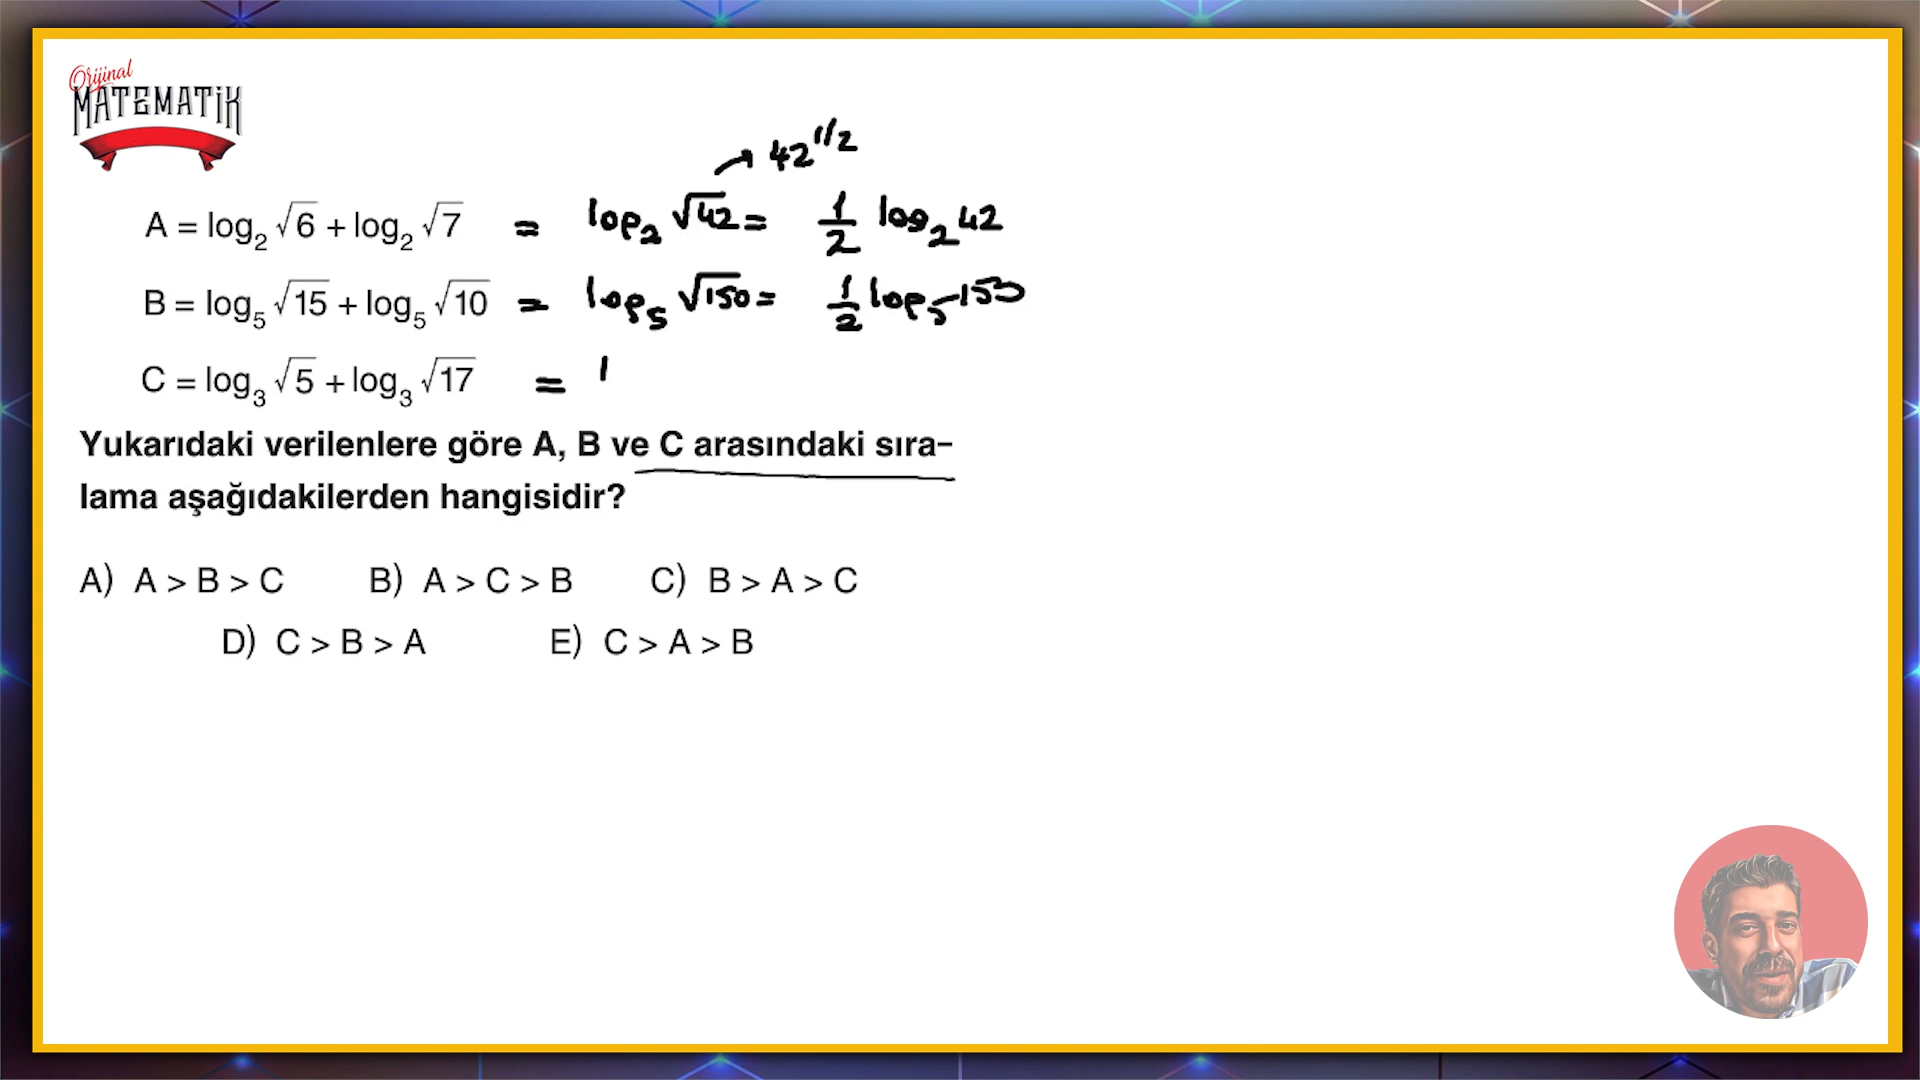 Orijinal
MATEMATİK
→ 42^1/2
A = log₂ √6 + log₂ √7 = log₂ √42 = 1/2 log₂ 42
B = log₅ √15 + log₅ √10 = log₅ √150 = 1/2 log₅ 150
C = log₃ √5 + log₃ √17 = l
Yukarıdaki verilenlere göre A, B ve C arasındaki sıra-
lama aşağıdakilerden hangisidir?
A) A > B > C B) A > C > B C) B > A > C
D) C > B > A E) C > A > B